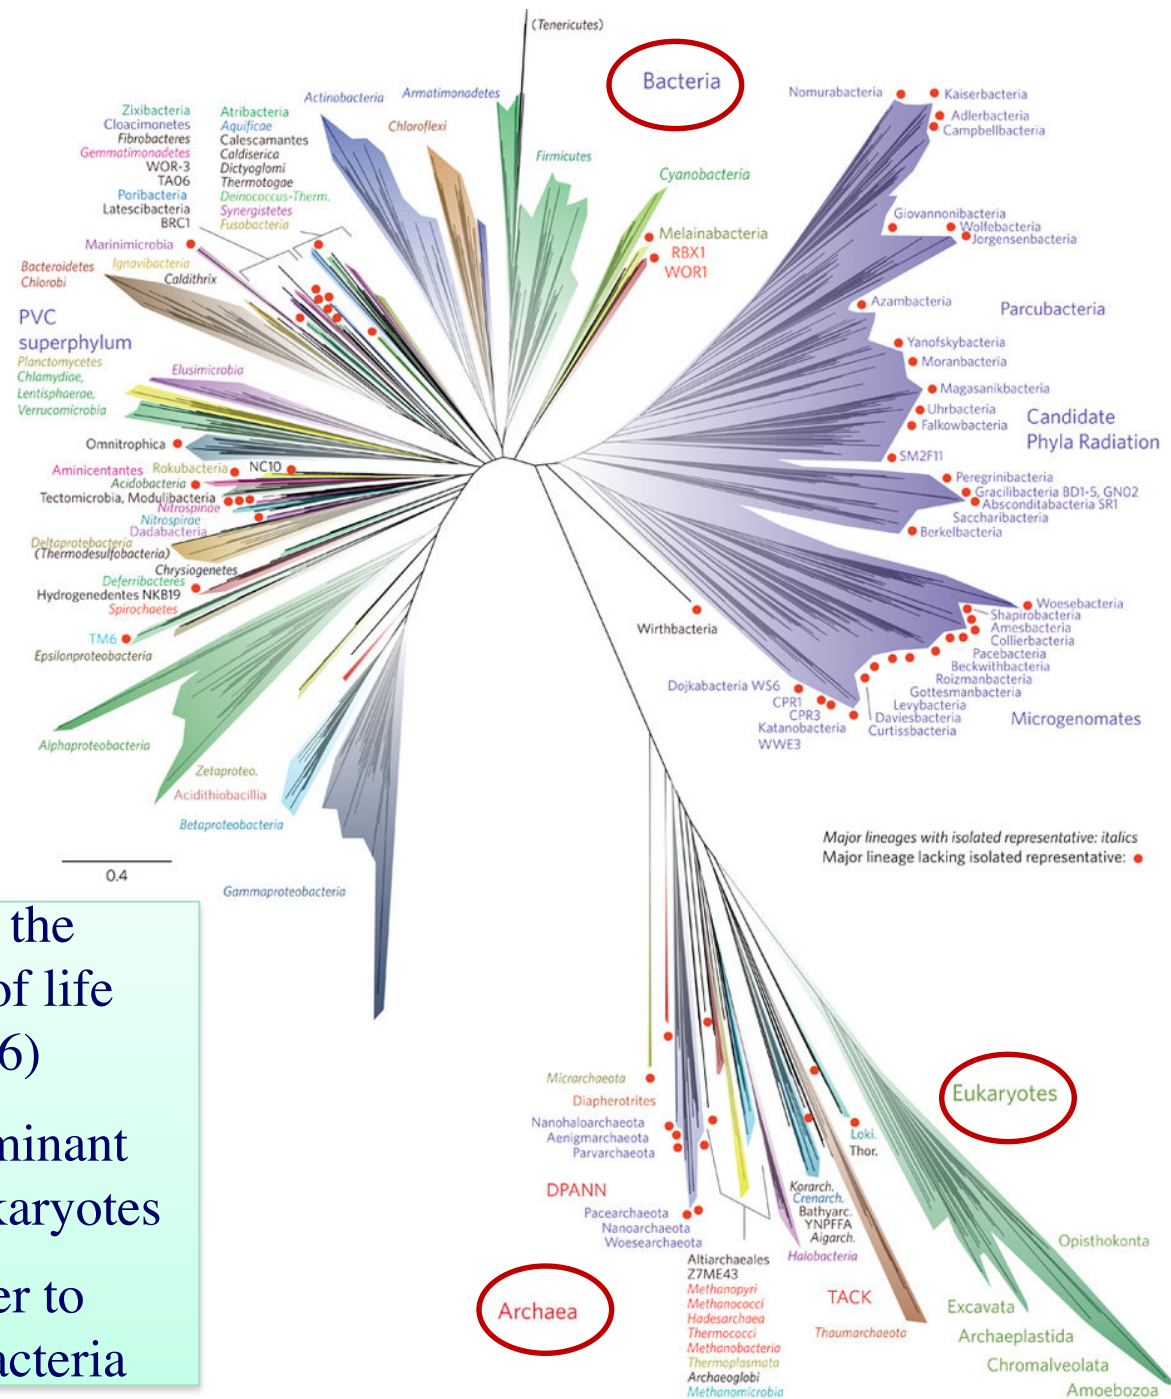 (Tenericutes)
Bacteria
Actinobacteria
Armatimonadetes
Chloroflexi
Firmicutes
Cyanobacteria
Melainabacteria
RBX1
WOR1
Zixibacteria
Cloacimonetes
Fibrobacteres
Gemmatimonadetes
WOR-3
TA06
Poribacteria
Latescibacteria
BRC1
Atribacteria
Aquificae
Calescamantes
Caldiserica
Dictyoglomi
Thermotogae
Deinococcus-Therm.
Synergistetes
Fusobacteria
Marinimicrobia
Bacteroidetes
Chlorobi
Ignavibacteria
Caldithrix
PVC
superphylum
Planctomycetes
Chlamydiae,
Lentisphaerae,
Verrucomicrobia
Elusimicrobia
Omnitrophica
Aminicentantes
Rokubacteria
NC10
Acidobacteria
Tectomicrobia, Modulibacteria
Nitrospinae
Nitrospirae
Dadabacteria
Deltaprotebacteria
(Thermodesulfobacteria)
Chrysiogenetes
Deferribacteres
Hydrogenedentes NKB19
Spirochaetes
TM6
Epsilonproteobacteria
Alphaproteobacteria
Zetaproteo.
Acidithiobacillia
Betaproteobacteria
Gammaproteobacteria
0.4
Nomurabacteria
Kaiserbacteria
Adlerbacteria
Campbellbacteria
Giovannonibacteria
Wolfebacteria
Jorgensenbacteria
Azambacteria
Parcubacteria
Yanofskybacteria
Moranbacteria
Magasanikbacteria
Uhrbacteria
Falkowbacteria
Candidate
Phyla Radiation
SM2F11
Peregrinibacteria
Gracilibacteria BD1-5, GN02
Absconditabacteria SR1
Saccharibacteria
Berkelbacteria
Woesebacteria
Shapirobacteria
Amesbacteria
Collierbacteria
Pacebacteria
Beckwithbacteria
Roizmanbacteria
Gottesmanbacteria
Levybacteria
Daviesbacteria
Curtissbacteria
Microgenomates
Wirthbacteria
Dojkabacteria WS6
CPR1
CPR3
Katanobacteria
WWE3
Major lineages with isolated representative: italics
Major lineage lacking isolated representative:
the
of life
6)
minant
karyotes
er to
acteria
Micrarchaeota
Diapherotrites
Nanohaloarchaeota
Aenigmarchaeota
Parvarchaeota
DPANN
Pacearchaeota
Nanoarchaeota
Woesearchaeota
Archaea
Altiarchaeales
Z7ME43
Methanopyri
Methanococci
Hadesarchaea
Thermococci
Methanobacteria
Thermoplasmata
Archaeoglobi
Methanomicrobia
Halobacteria
Korarch.
Crenarch.
Bathyarc.
YNPFFA
Aigarch.
TACK
Thaumarchaeota
Loki.
Thor.
Eukaryotes
Opisthokonta
Excavata
Archaeplastida
Chromalveolata
Amoebozoa